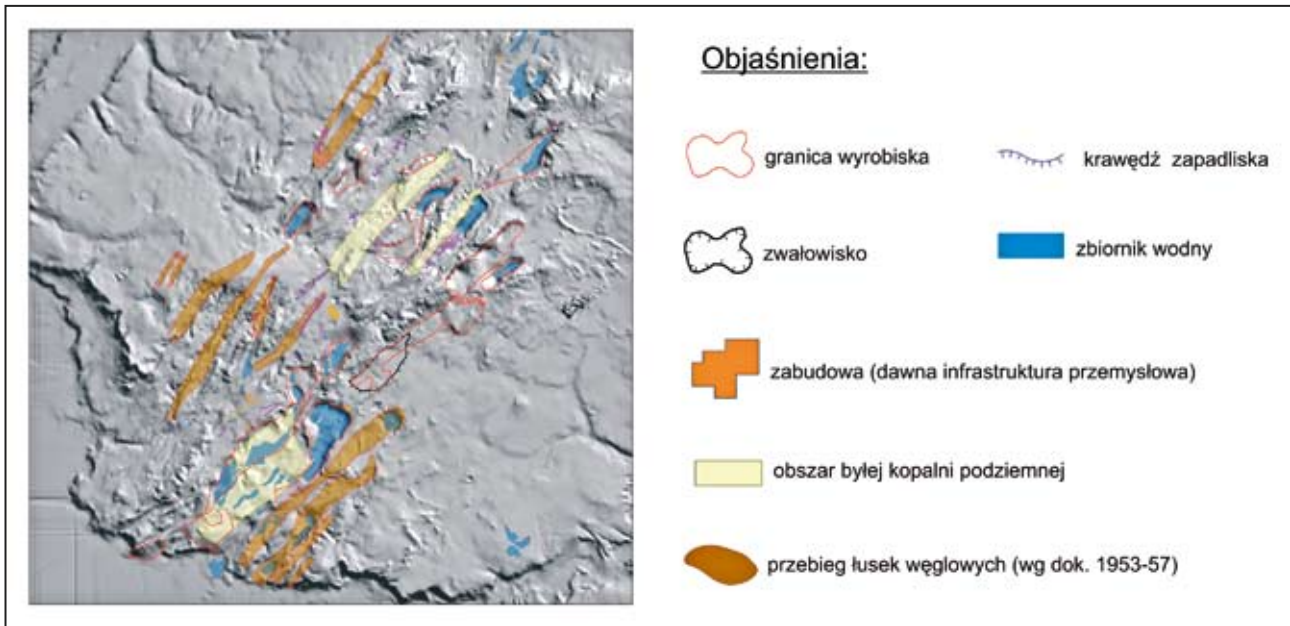 Objaśnienia:
granica wyrobiska
krawędź zapadliska
zwałowisko
zbiornik wodny
zabudowa (dawna infrastruktura przemysłowa)
obszar byłej kopalni podziemnej
przebieg łusek węglowych (wg dok. 1953-57)